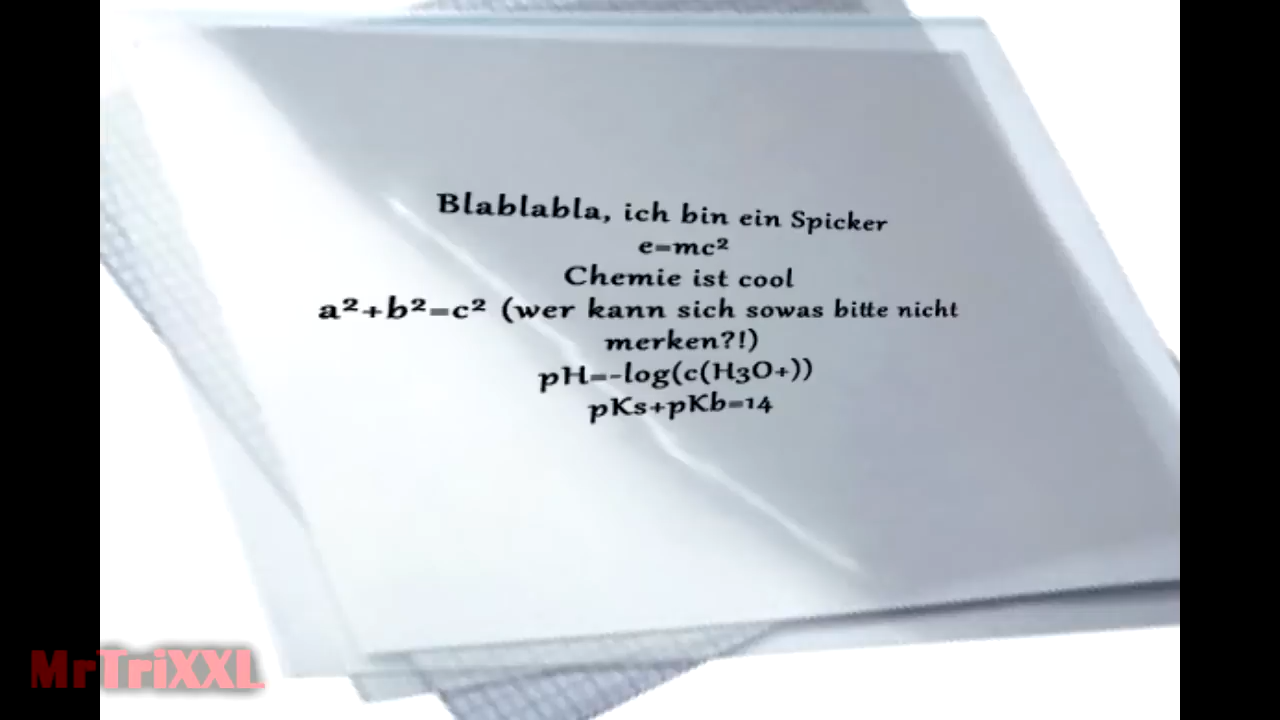 Blablabla, ich bin ein Spicker
e=mc²
Chemie ist cool
a²+b²=c² (wer kann sich sowas bitte nicht
merken?!)
pH=-log(c(H3O+))
pKs+pKb=14
MrTriXXL